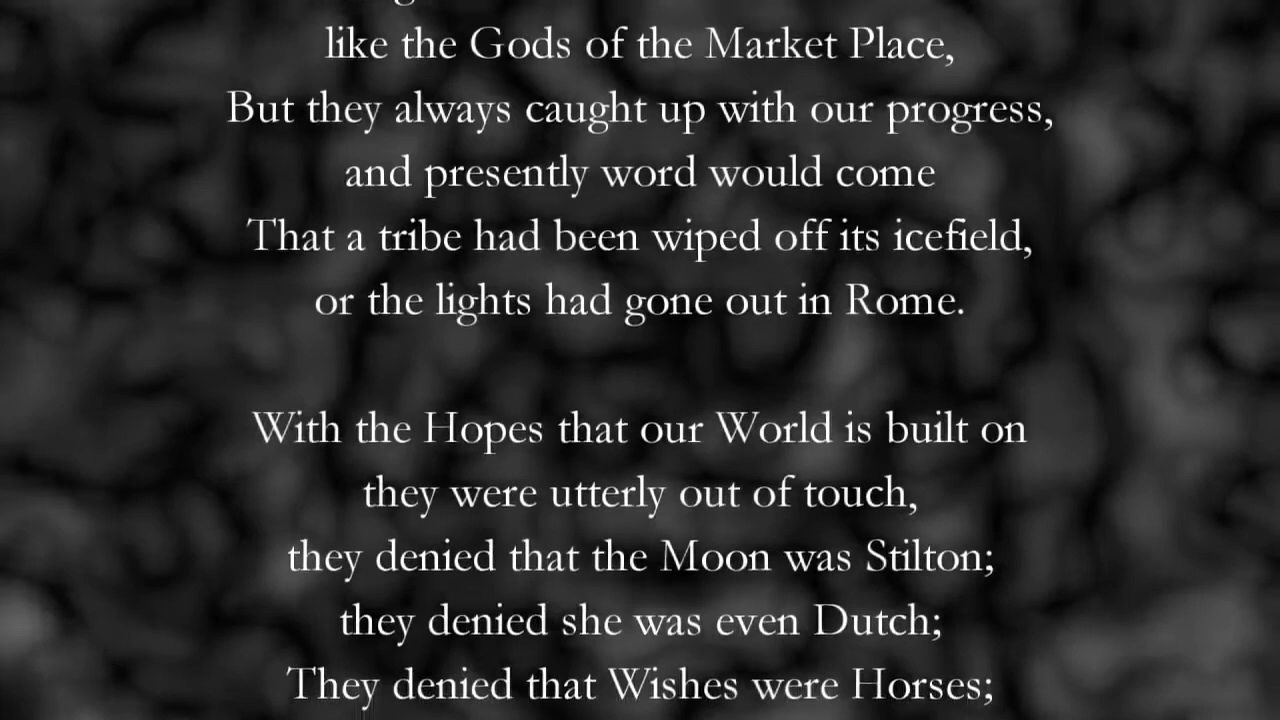 like the Gods of the Market Place,
But they always caught up with our progress,
and presently word would come
That a tribe had been wiped off its icefield,
or the lights had gone out in Rome.
With the Hopes that our World is built on
they were utterly out of touch,
they denied that the Moon was Stilton;
they denied she was even Dutch;
They denied that Wishes were Horses;